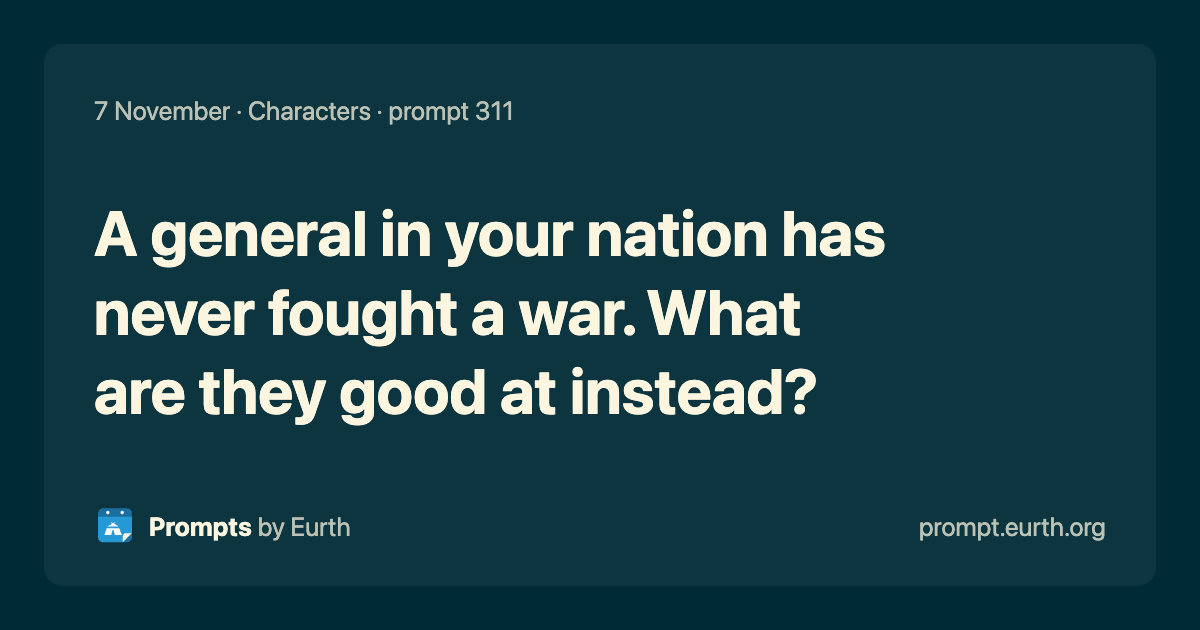 7 November · Characters · prompt 311
A general in your nation has
never fought a war. What
are they good at instead?
Prompts by Eurth
prompt.eurth.org